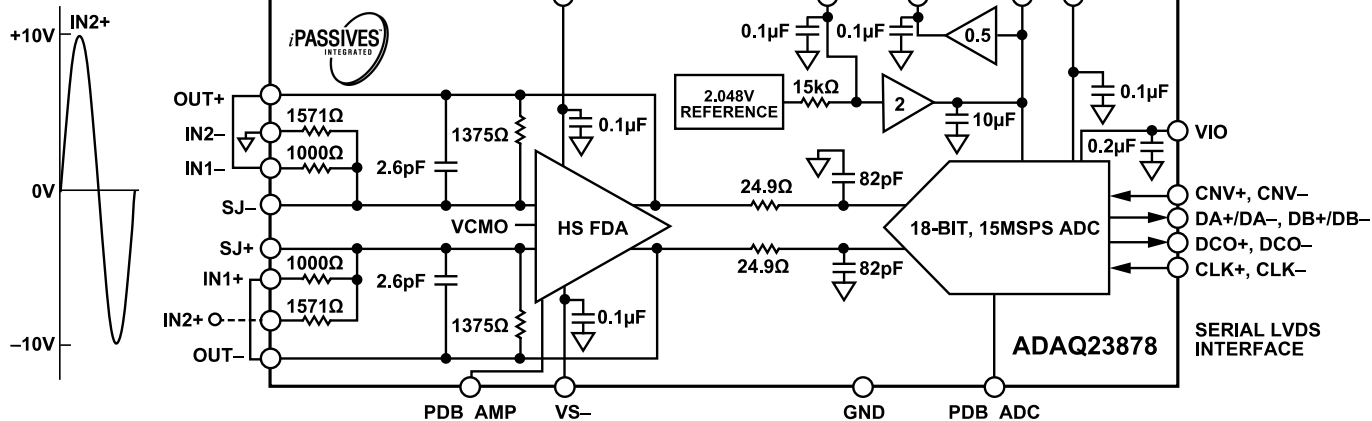 IN2+
+10V
0V
–10V
iPASSIVES™
INTEGRATED
OUT+
IN2–
IN1–
SJ–
SJ+
IN1+
IN2+
OUT–
1571Ω
1000Ω
2.6pF
1375Ω
0.1µF
VCMO
HS FDA
1000Ω
1571Ω
2.6pF
1375Ω
0.1µF
2.048V
REFERENCE
15kΩ
0.1µF
0.1µF
0.5
2
10µF
0.1µF
0.2µF
24.9Ω
82pF
24.9Ω
82pF
18-BIT, 15MSPS ADC
VIO
CNV+, CNV–
DA+/DA–, DB+/DB–
DCO+, DCO–
CLK+, CLK–
SERIAL LVDS
INTERFACE
ADAQ23878
PDB AMP
VS–
GND
PDB ADC